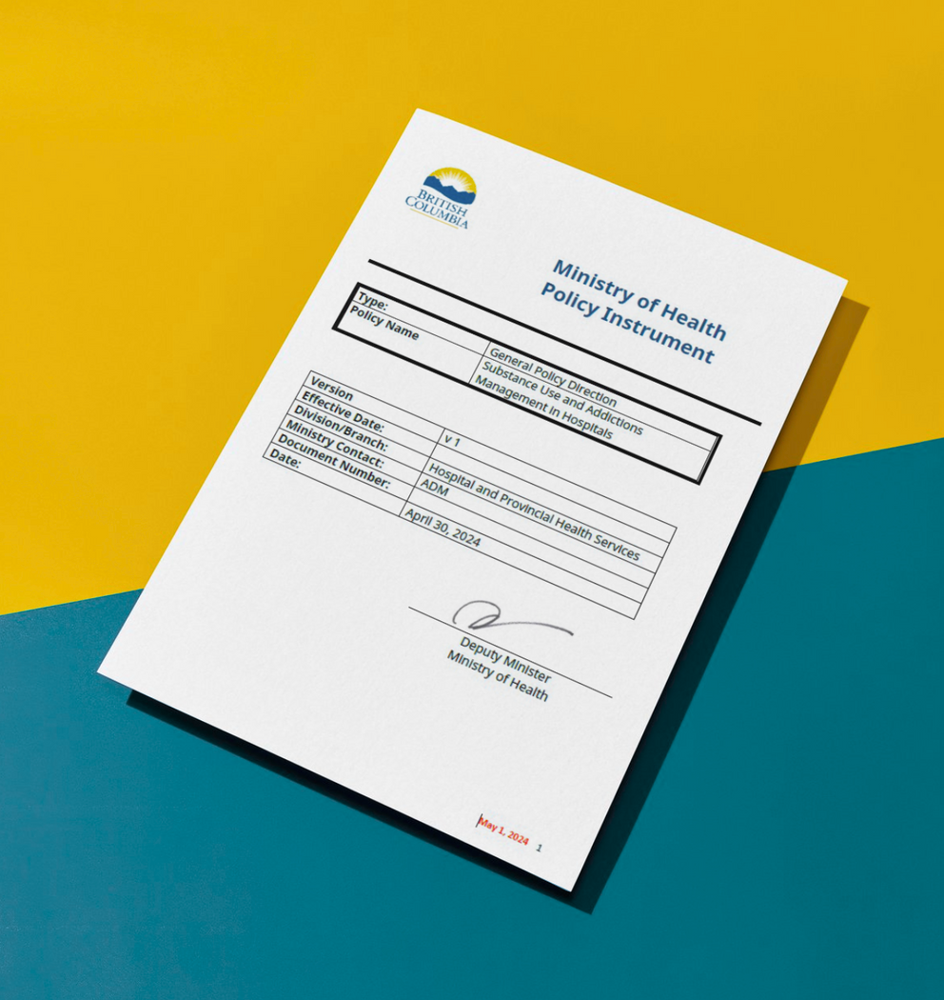 BRITISH
COLUMBIA
Ministry of Health
Policy Instrument
Type:
General Policy Direction
Policy Name
Substance Use and Addictions
Management in Hospitals
Version
v 1
Effective Date:
Division/Branch:
Hospital and Provincial Health Services
Ministry Contact:
ADM
Document Number:
Date:
April 30, 2024
Deputy Minister
Ministry of Health
May 1, 2024
1